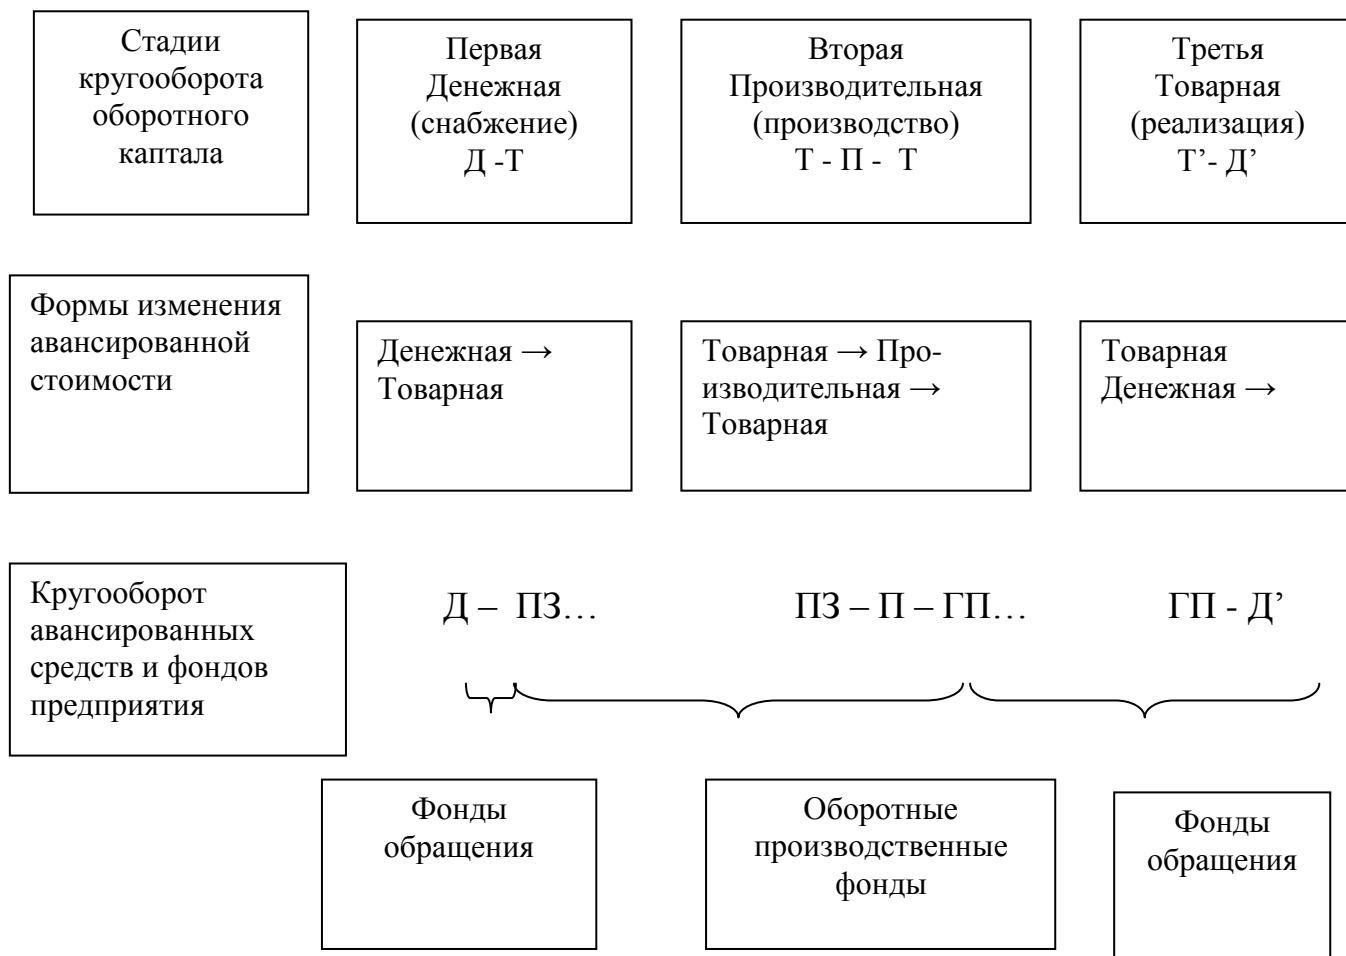 Стадии
кругооборота
оборотного
каптала
Первая
Денежная
(снабжение)
Д -Т
Вторая
Производительная
(производство)
Т - П - Т
Третья
Товарная
(реализация)
Т’- Д’
Формы изменения
авансированной
стоимости
Денежная →
Товарная
Товарная → Про-
изводительная →
Товарная
Товарная
Денежная →
Кругооборот
авансированных
средств и фондов
предприятия
Д – ПЗ…
ПЗ – П – ГП…
ГП - Д’
Фонды
обращения
Оборотные
производственные
фонды
Фонды
обращения